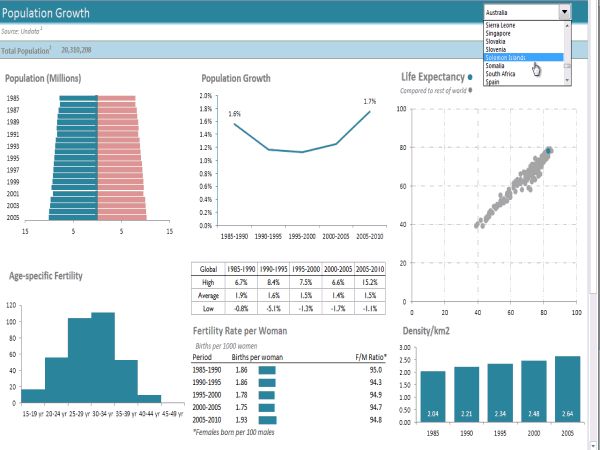 Population Growth
Australia
Source: Undata 1
Sierra Leone
Singapore
Slovakia
Slovenia
Solomon Islands
Somalia
South Africa
Spain
Total Population1 20,310,208
Population (Millions)
1985
1987
1989
1991
1993
1995
1997
1999
2001
2003
2005
15 5 5 15
Population Growth
2.0%
1.8%
1.6%
1.4%
1.2%
1.0%
0.8%
0.6%
0.4%
0.2%
0.0%
1.6%
1.7%
1985-1990 1990-1995 1995-2000 2000-2005 2005-2010
Life Expectancy
Compared to rest of world
100
80
60
40
20
0
0 20 40 60 80 100
Age-specific Fertility
120
100
80
60
40
20
0
15-19 yr 20-24 yr 25-29 yr 30-34 yr 35-39 yr 40-44 yr 45-49 yr
Global 1985-1990 1990-1995 1995-2000 2000-2005 2005-2010
High 6.7% 8.4% 7.5% 6.6% 15.2%
Average 1.9% 1.6% 1.5% 1.4% 1.5%
Low -0.8% -5.1% -1.3% -1.7% -1.1%
Fertility Rate per Woman
Births per 1000 women
Period Births per woman F/M Ratio*
1985-1990 1.86 95.0
1990-1995 1.86 94.3
1995-2000 1.78 94.9
2000-2005 1.75 94.7
2005-2010 1.93 94.8
*Females born per 100 males
Density/km2
3.00
2.50
2.00
1.50
1.00
0.50
0.00
2.04 2.21 2.34 2.48 2.64
1985 1990 1995 2000 2005